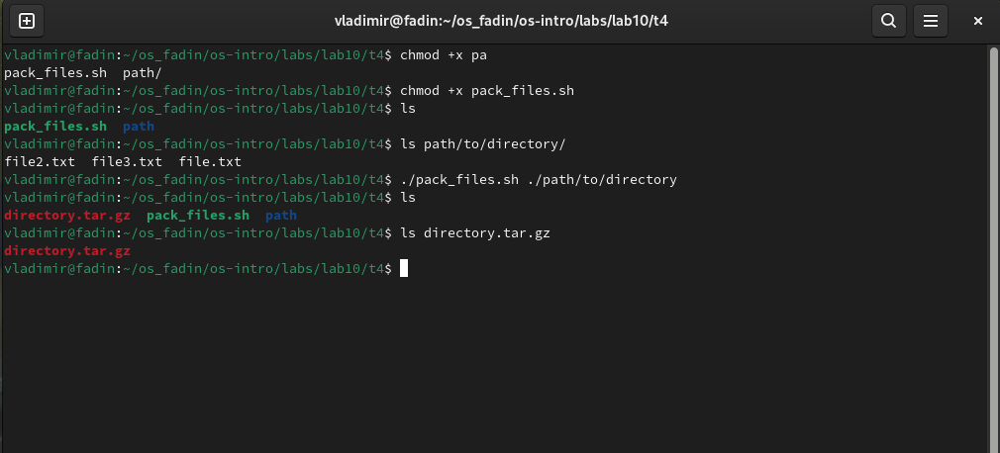 vladimir@fadin:~/os_fadin/os-intro/labs/lab10/t4
vladimir@fadin:~/os_fadin/os-intro/labs/lab10/t4$ chmod +x pa
pack_files.sh  path/
vladimir@fadin:~/os_fadin/os-intro/labs/lab10/t4$ chmod +x pack_files.sh
vladimir@fadin:~/os_fadin/os-intro/labs/lab10/t4$ ls
pack_files.sh  path
vladimir@fadin:~/os_fadin/os-intro/labs/lab10/t4$ ls path/to/directory/
file2.txt  file3.txt  file.txt
vladimir@fadin:~/os_fadin/os-intro/labs/lab10/t4$ ./pack_files.sh ./path/to/directory
vladimir@fadin:~/os_fadin/os-intro/labs/lab10/t4$ ls
directory.tar.gz  pack_files.sh  path
vladimir@fadin:~/os_fadin/os-intro/labs/lab10/t4$ ls directory.tar.gz
directory.tar.gz
vladimir@fadin:~/os_fadin/os-intro/labs/lab10/t4$